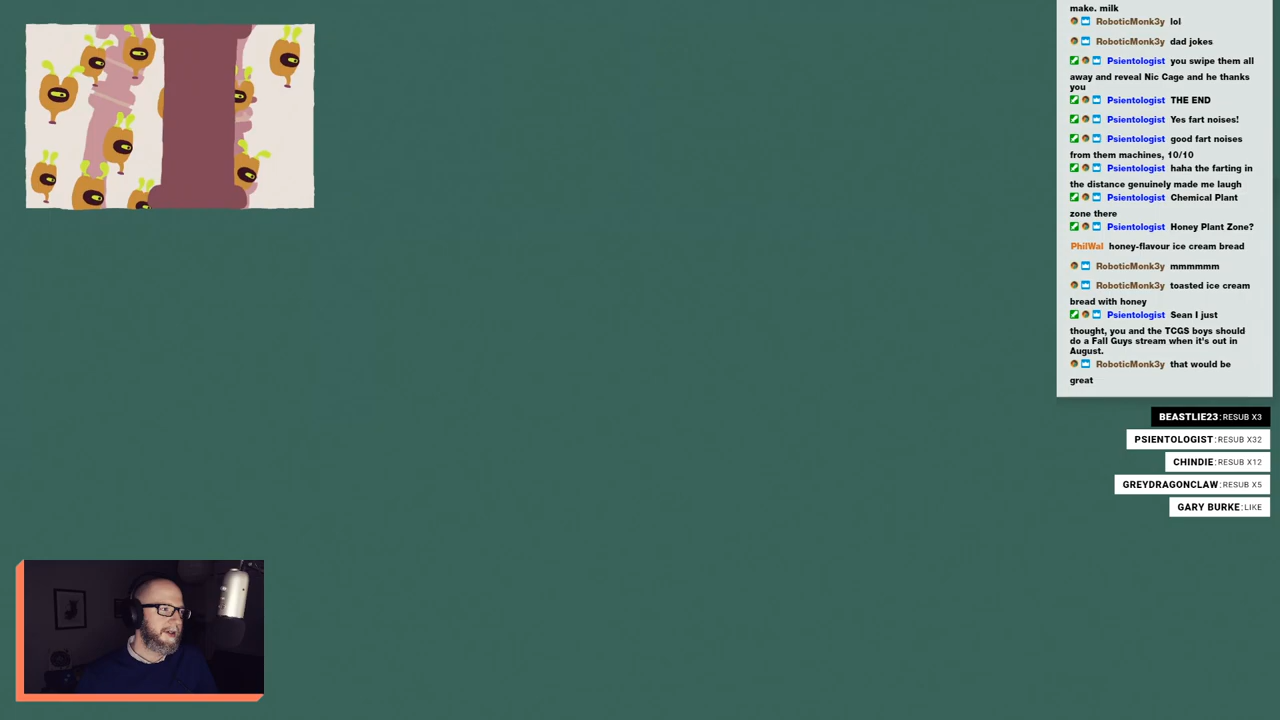 make. milk
RoboticMonk3y lol
RoboticMonk3y dad jokes
Psientologist you swipe them all
away and reveal Nic Cage and he thanks
you
Psientologist THE END
Psientologist Yes fart noises!
Psientologist good fart noises
from them machines, 10/10
Psientologist haha the farting in
the distance genuinely made me laugh
Psientologist Chemical Plant
zone there
Psientologist Honey Plant Zone?
PhilWal honey-flavour ice cream bread
RoboticMonk3y mmmmmm
RoboticMonk3y toasted ice cream
bread with honey
Psientologist Sean I just
thought, you and the TCGS boys should
do a Fall Guys stream when it's out in
August.
RoboticMonk3y that would be
great
BEASTLIE23:RESUB X3
PSIENTOLOGIST:RESUB X32
CHINDIE:RESUB X12
GREYDRAGONCLAW:RESUB X5
GARY BURKE:LIKE